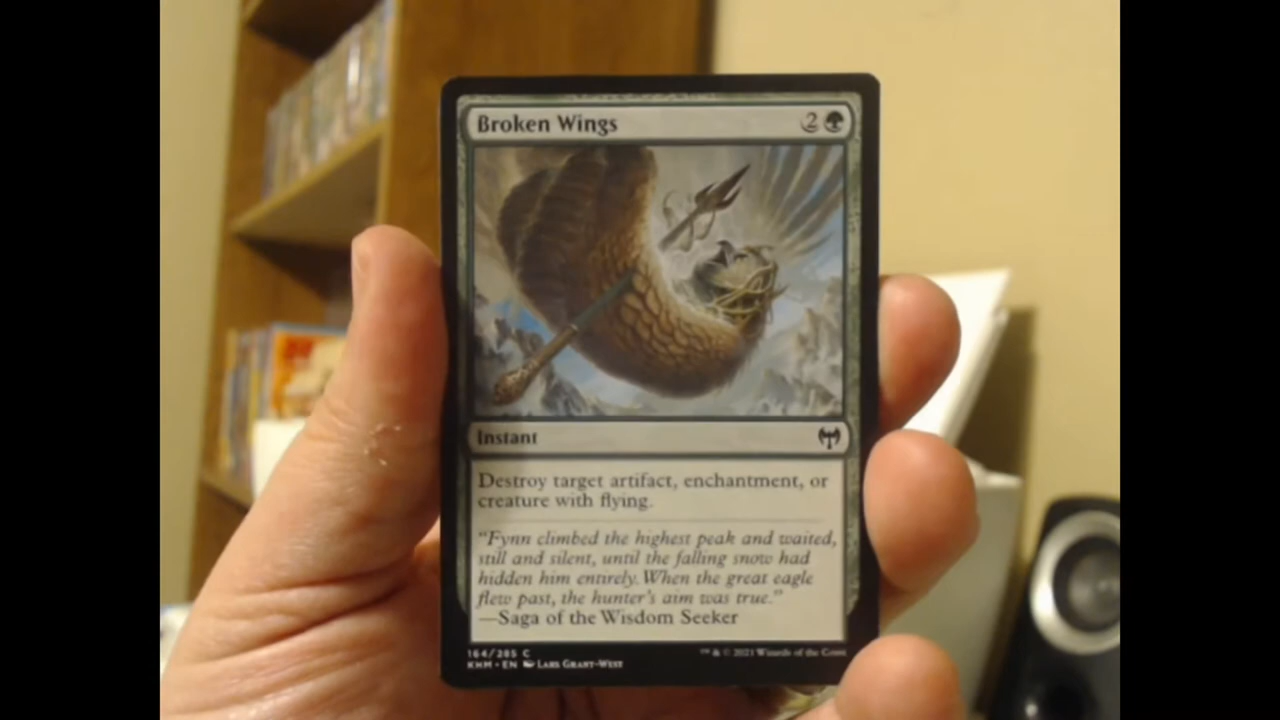 Broken Wings 2
Instant
Destroy target artifact, enchantment, or
creature with flying.
"Fynn climbed the highest peak and waited,
still and silent, until the falling snow had
hidden him entirely. When the great eagle
flew past, the hunter's aim was true."
—Saga of the Wisdom Seeker
164/285 C
KHM • EN Lars Grant-West
™ & © 2021 Wizards of the Coast